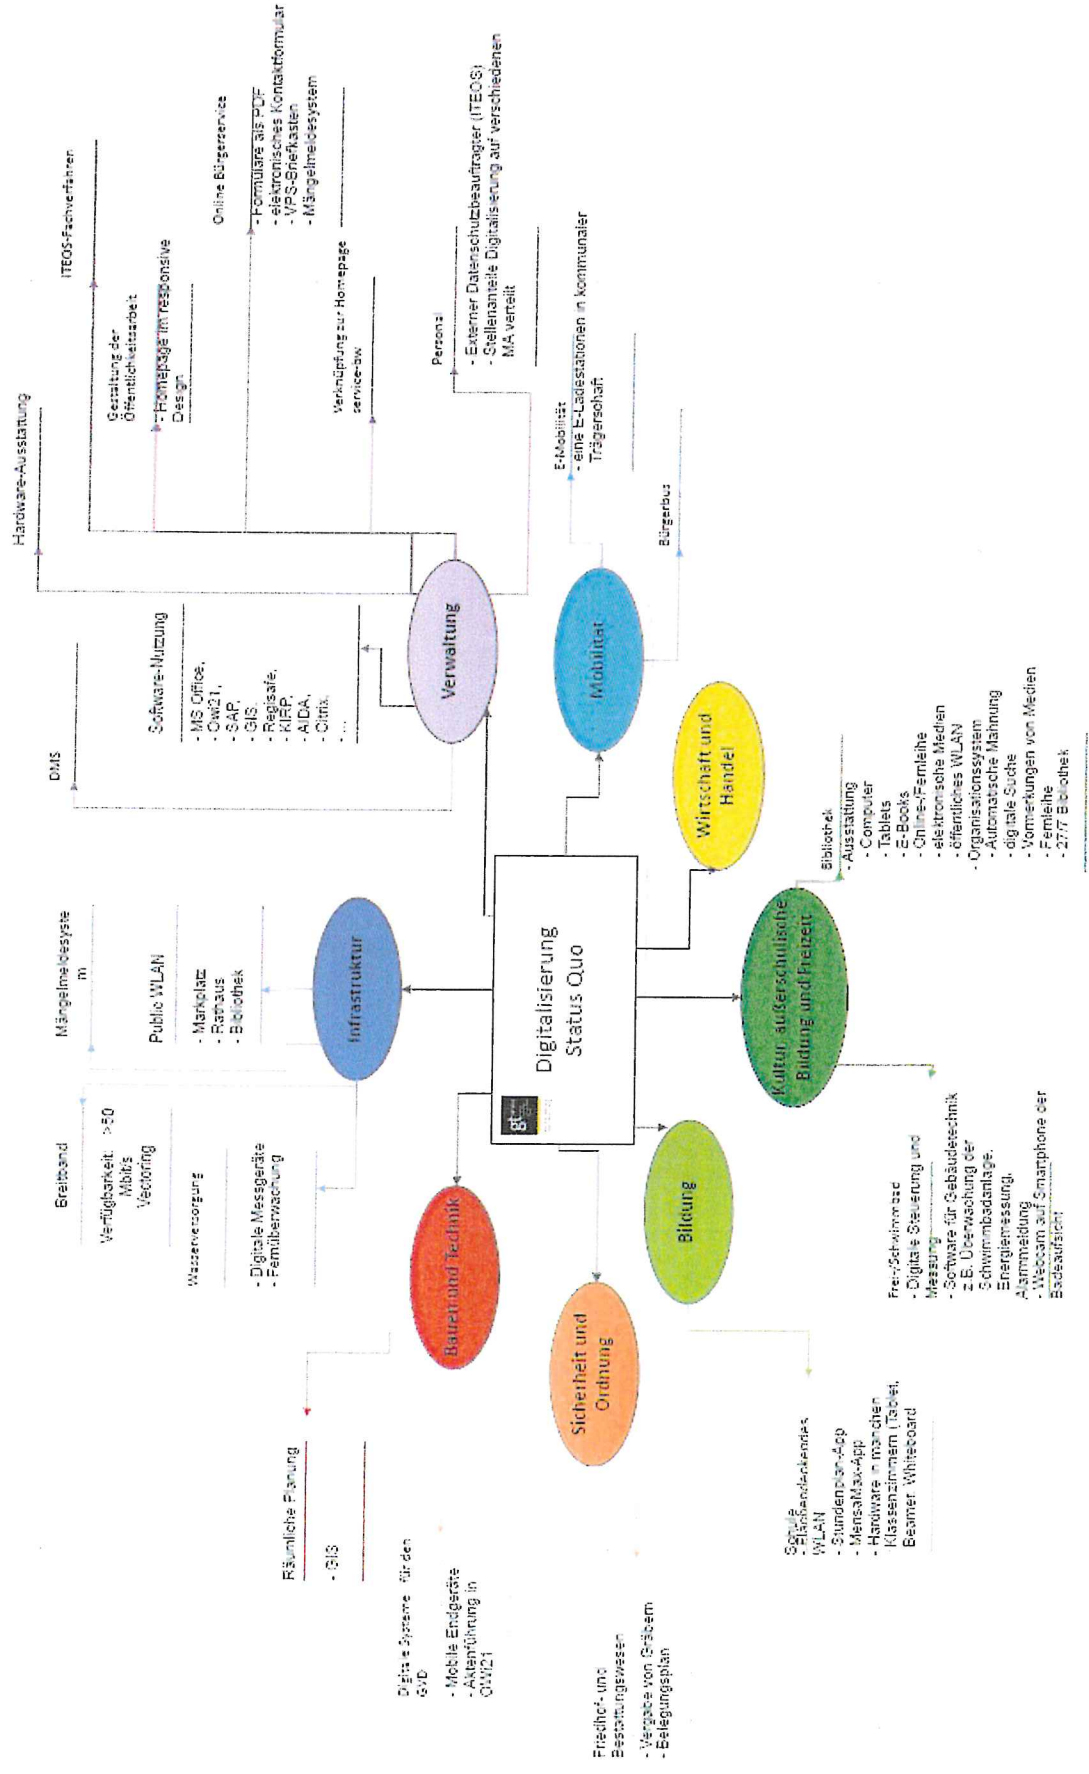 Digitalisierung
Status Quo
gt
Verwaltung
DMS
Software-Nutzung
- MS Office,
- Owi21,
- SAP,
- GIS,
- Regisafe,
- KIRP,
- AIDA,
- Citrix,
- ...
Hardware-Ausstattung
ITEOS-Fachverfahren
Gestaltung der
Öffentlichkeitsarbeit
- Homepage im responsive
Design
Online Bürgerservice
- Formulare als PDF
- elektronisches Kontaktformular
- VPS-Briefkasten
- Mängelmeldesystem
Verknüpfung zur Homepage
service-bw
Personal
- Externer Datenschutzbeauftragter (ITEOS)
- Stellenanteile Digitalisierung auf verschiedenen
MA verteilt
Mobilität
E-Mobilität
- eine E-Ladestationen in kommunaler
Trägerschaft
Bürgerbus
Wirtschaft und
Handel
Kultur, außerschulische
Bildung und Freizeit
Bibliothek
- Ausstattung
- Computer
- Tablets
- E-Books
- Online-/Fernleihe
- elektronische Medien
- öffentliches WLAN
- Organisationssystem
- Automatische Mahnung
- digitale Suche
- Vormerkungen von Medien
- Fernleihe
- 27/7 Bibliothek
Frei-/Schwimmbad
- Digitale Steuerung und
Messung
- Software für Gebäudetechnik
z.B. Überwachung der
Schwimmbadanlage,
Energiemessung,
Alarmmeldung
- Webcam auf Smartphone der
Badeaufsicht
Bildung
Schule
- Flächendeckendes
WLAN
- Stundenplan-App
- MensaMax-App
- Hardware in manchen
Klassenzimmern (Tablet,
Beamer, Whiteboard
Sicherheit und
Ordnung
Digitale Systeme für den
GVD
- Mobile Endgeräte
- Aktenführung in
OWI21
Friedhof- und
Bestattungswesen
- Vergabe von Gräbern
- Belegungsplan
Bauen und Technik
Räumliche Planung
- GIS
Infrastruktur
Breitband
Verfügbarkeit: >50
Mbit/s
Vectoring
Wasserversorgung
- Digitale Messgeräte
- Fernüberwachung
Mängelmeldesyste
m
Public WLAN
- Markplatz
- Rathaus
- Bibliothek